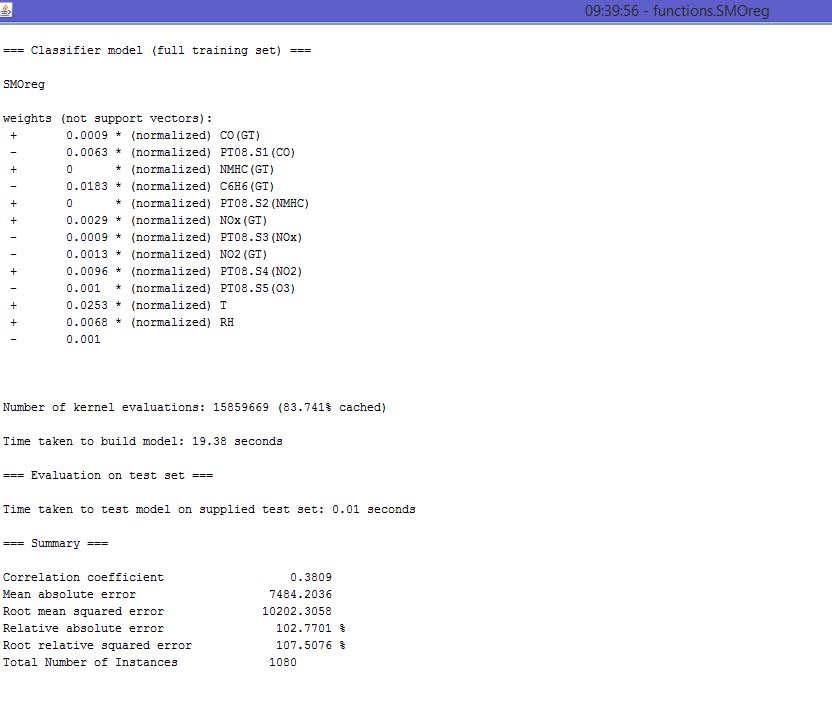 09:39:56 - functions.SMOreg
=== Classifier model (full training set) ===
SMOreg
weights (not support vectors):
+ 0.0009 * (normalized) CO(GT)
- 0.0063 * (normalized) PT08.S1(CO)
+ 0 * (normalized) NMHC(GT)
- 0.0183 * (normalized) C6H6(GT)
+ 0 * (normalized) PT08.S2(NMHC)
+ 0.0029 * (normalized) NOx(GT)
- 0.0009 * (normalized) PT08.S3(NOx)
- 0.0013 * (normalized) NO2(GT)
+ 0.0096 * (normalized) PT08.S4(NO2)
- 0.001 * (normalized) PT08.S5(O3)
+ 0.0253 * (normalized) T
+ 0.0068 * (normalized) RH
- 0.001
Number of kernel evaluations: 15859669 (83.741% cached)
Time taken to build model: 19.38 seconds
=== Evaluation on test set ===
Time taken to test model on supplied test set: 0.01 seconds
=== Summary ===
Correlation coefficient 0.3809
Mean absolute error 7484.2036
Root mean squared error 10202.3058
Relative absolute error 102.7701 %
Root relative squared error 107.5076 %
Total Number of Instances 1080